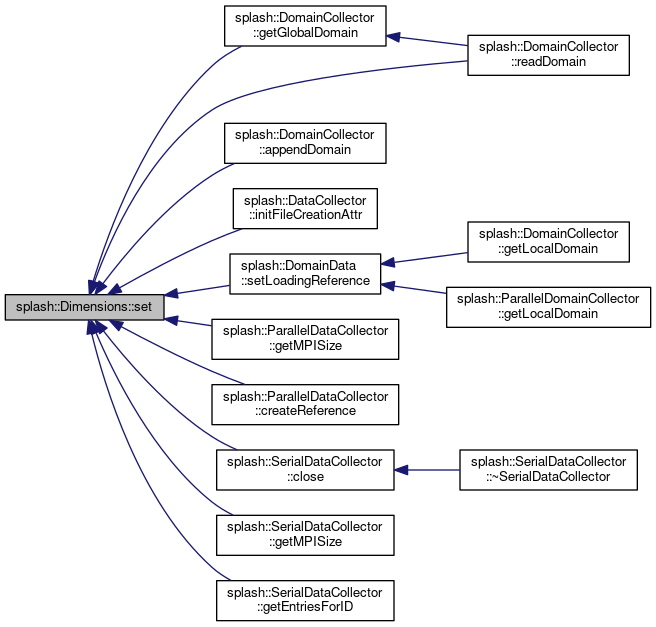 splash::DomainCollector
::getGlobalDomain
splash::DomainCollector
::readDomain
splash::DomainCollector
::appendDomain
splash::DataCollector
::initFileCreationAttr
splash::DomainCollector
::getLocalDomain
splash::DomainData
::setLoadingReference
splash::ParallelDomainCollector
::getLocalDomain
splash::Dimensions::set
splash::ParallelDataCollector
::getMPISize
splash::ParallelDataCollector
::createReference
splash::SerialDataCollector
::close
splash::SerialDataCollector
::~SerialDataCollector
splash::SerialDataCollector
::getMPISize
splash::SerialDataCollector
::getEntriesForID